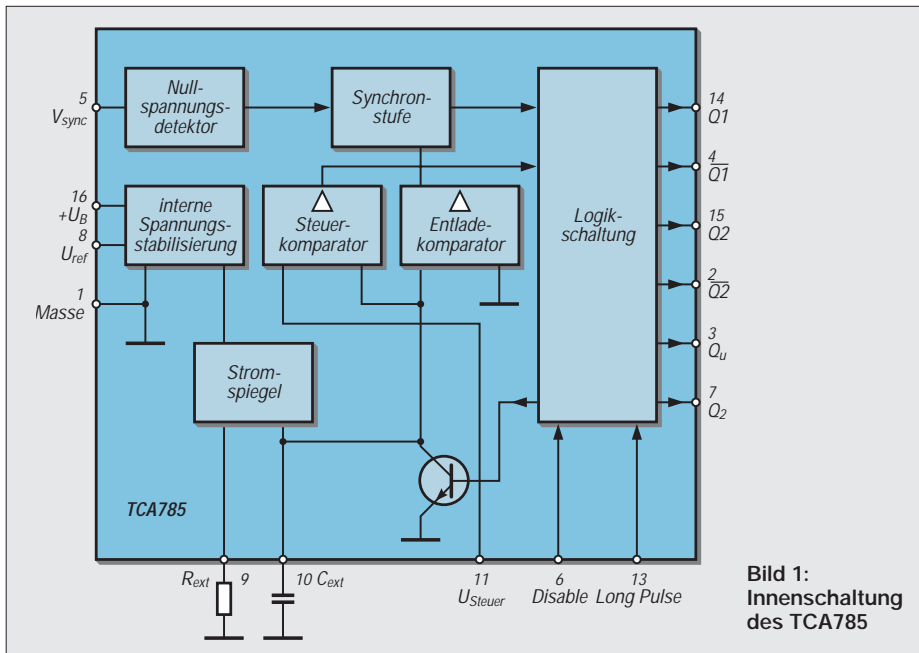 5
V_sync
Null-
spannungs-
detektor
Synchron-
stufe
14
Q1
4
Q̅1̅
15
Q2
2
Q̅2̅
3
Q_u
7
Q_2
16
+U_B
8
U_ref
1
Masse
interne
Spannungs-
stabilisierung
Steuer-
komparator
Entlade-
komparator
Logik-
schaltung
Strom-
spiegel
TCA785
R_ext 9
10 C_ext
11
U_Steuer
6
Disable
13
Long Pulse
Bild 1:
Innenschaltung
des TCA785